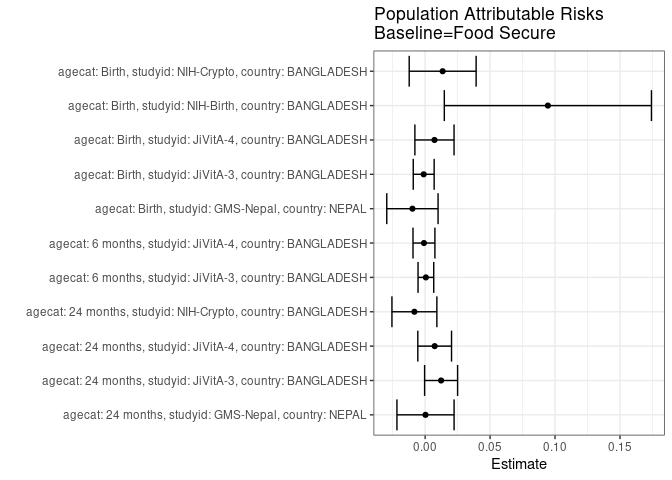 Population Attributable Risks
Baseline=Food Secure
agecat: Birth, studyid: NIH-Crypto, country: BANGLADESH
agecat: Birth, studyid: NIH-Birth, country: BANGLADESH
agecat: Birth, studyid: JiVitA-4, country: BANGLADESH
agecat: Birth, studyid: JiVitA-3, country: BANGLADESH
agecat: Birth, studyid: GMS-Nepal, country: NEPAL
agecat: 6 months, studyid: JiVitA-4, country: BANGLADESH
agecat: 6 months, studyid: JiVitA-3, country: BANGLADESH
agecat: 24 months, studyid: NIH-Crypto, country: BANGLADESH
agecat: 24 months, studyid: JiVitA-4, country: BANGLADESH
agecat: 24 months, studyid: JiVitA-3, country: BANGLADESH
agecat: 24 months, studyid: GMS-Nepal, country: NEPAL
0.00 0.05 0.10 0.15
Estimate